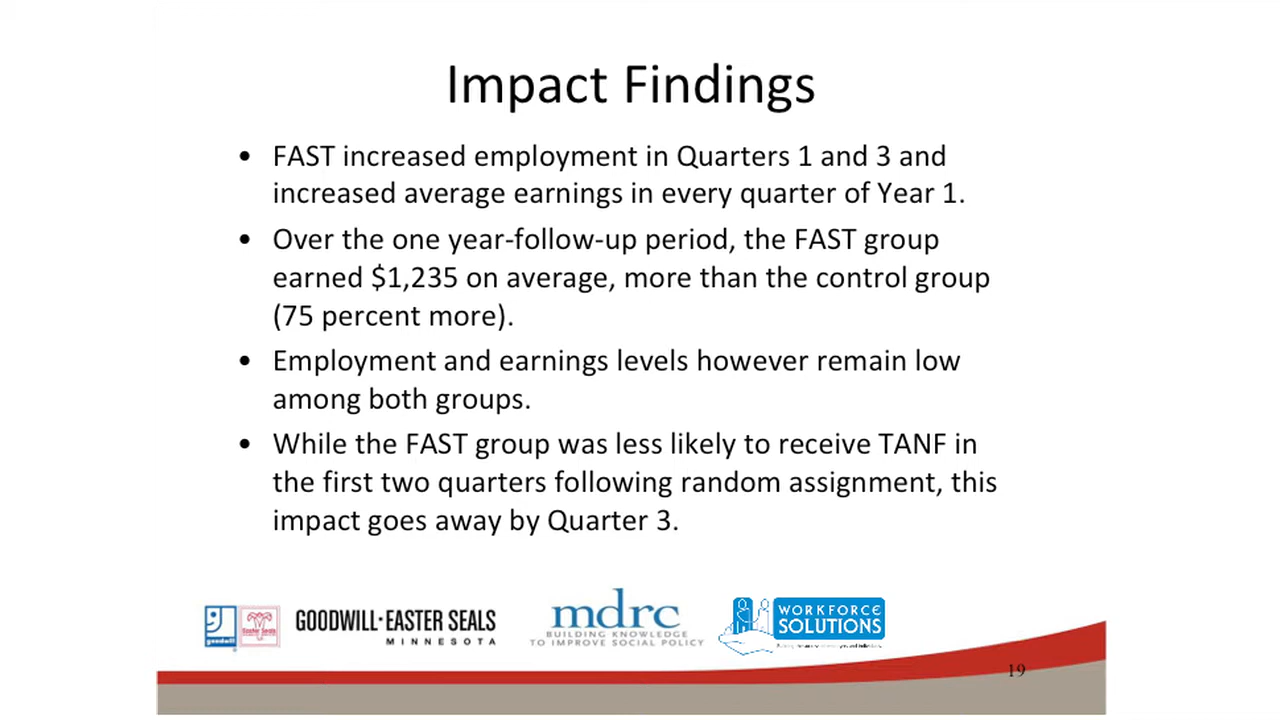 Impact Findings
• FAST increased employment in Quarters 1 and 3 and
increased average earnings in every quarter of Year 1.
• Over the one year-follow-up period, the FAST group
earned $1,235 on average, more than the control group
(75 percent more).
• Employment and earnings levels however remain low
among both groups.
• While the FAST group was less likely to receive TANF in
the first two quarters following random assignment, this
impact goes away by Quarter 3.
goodwill
Easter Seals
GOODWILL·EASTER SEALS
MINNESOTA
mdrc
BUILDING KNOWLEDGE
TO IMPROVE SOCIAL POLICY
WORKFORCE
SOLUTIONS
19